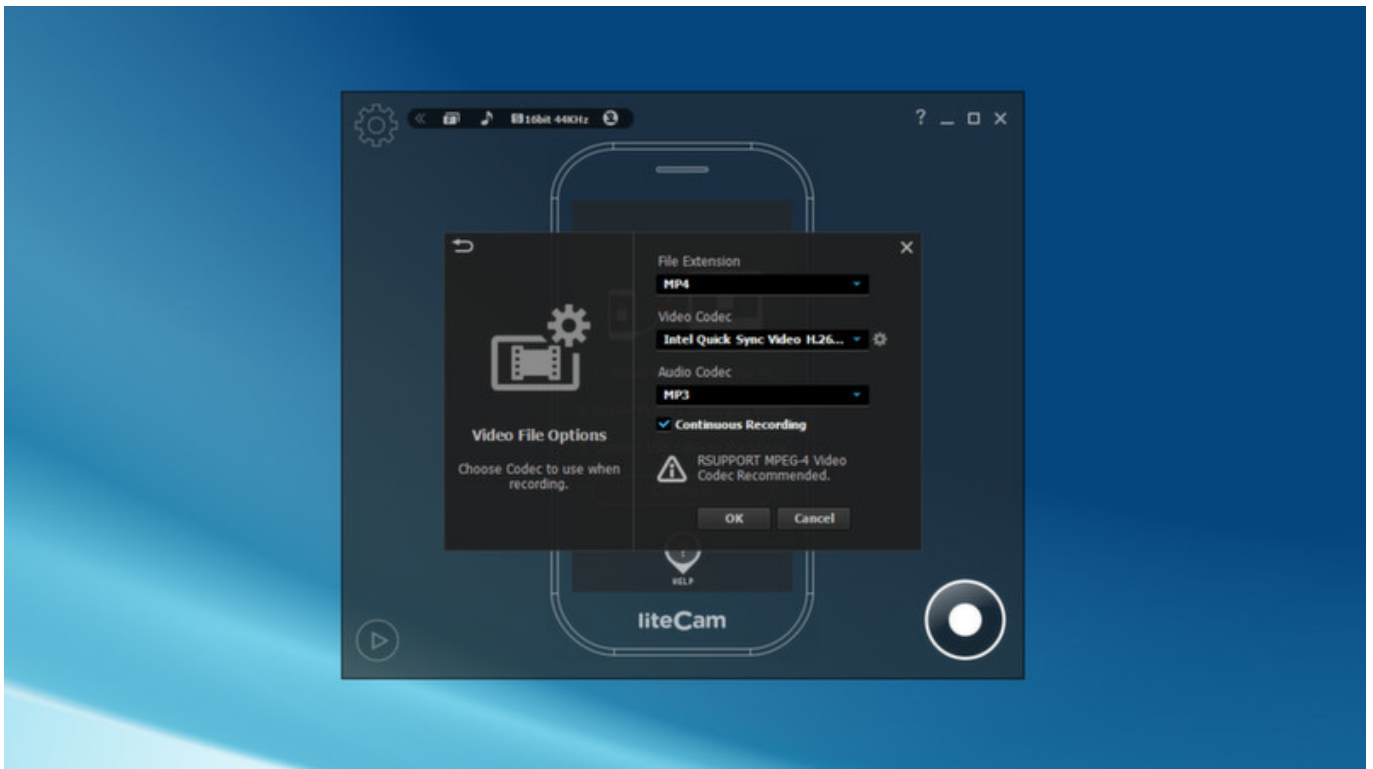 16bit 44KHz
?
File Extension
MP4
Video Codec
Intel Quick Sync Video H.26...
Audio Codec
MP3
Continuous Recording
Video File Options
Choose Codec to use when
recording.
RSUPPORT MPEG-4 Video
Codec Recommended.
OK Cancel
?
HELP
liteCam